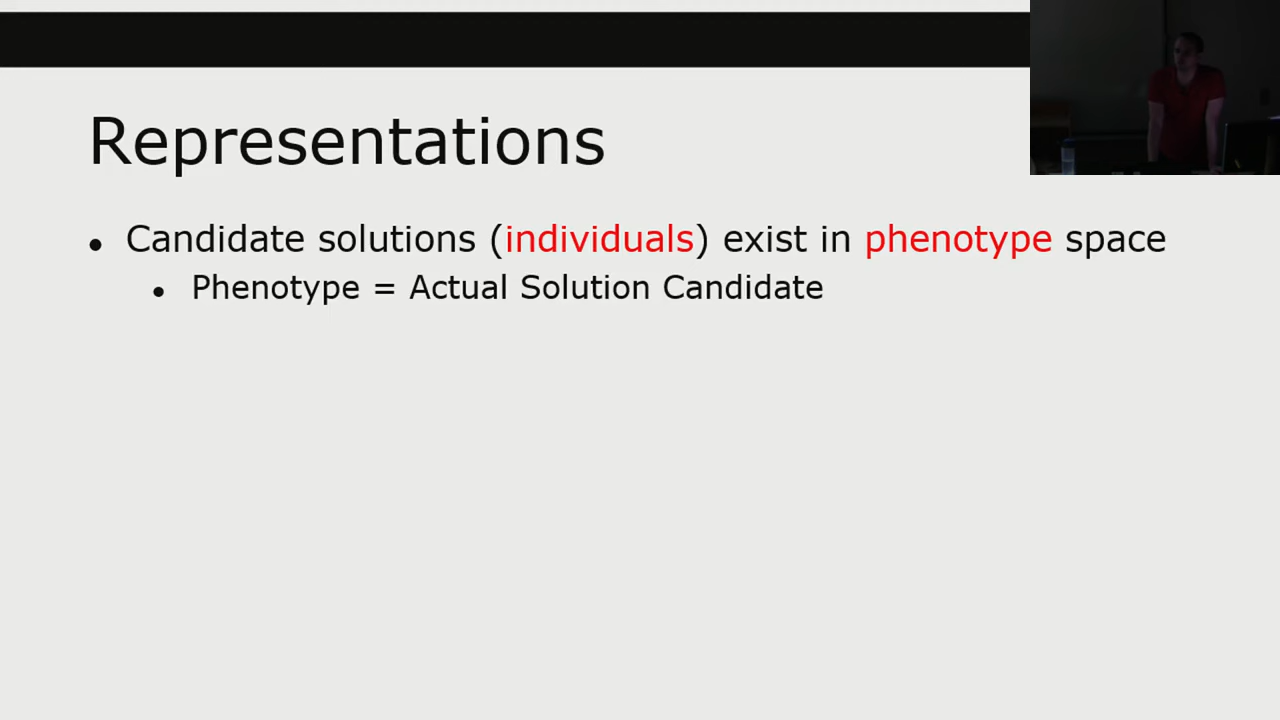 Representations
• Candidate solutions (individuals) exist in phenotype space
• Phenotype = Actual Solution Candidate